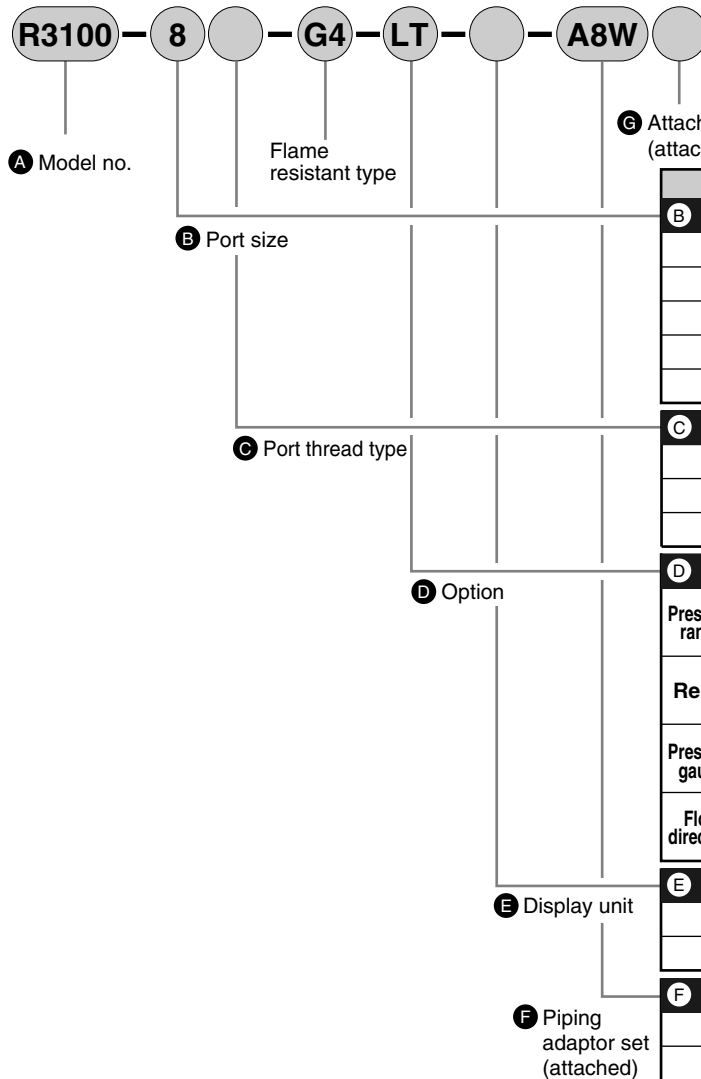 R3100 - 8 - G4 - LT - - A8W
G Attach
(attac
A Model no.
Flame
resistant type
B
B Port size
C
C Port thread type
D
D Option
Pres
ran
Re
Pres
gau
Flo
direc
E
E Display unit
F
F Piping
adaptor set
(attached)